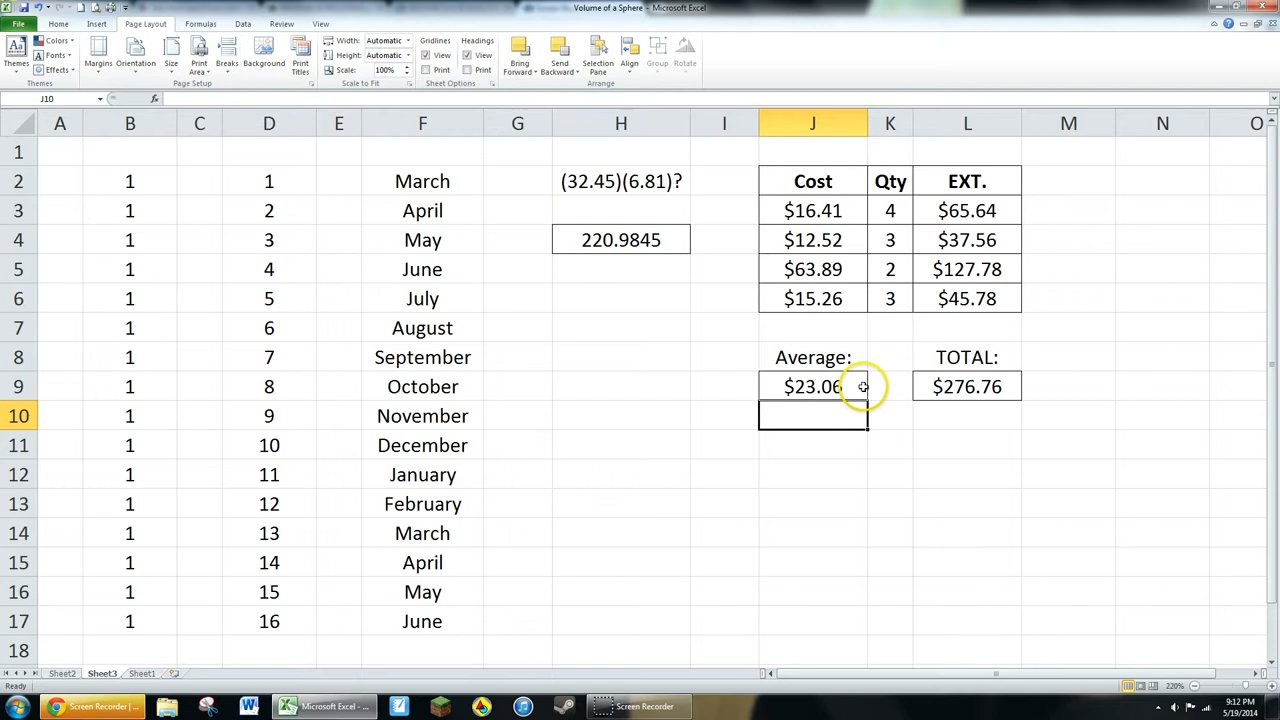 Volume of a Sphere - Microsoft Excel
File Home Insert Page Layout Formulas Data Review View
Themes Colors Fonts Effects Margins Orientation Size Print Area Breaks Background Print Titles Width: Automatic Height: Automatic Scale: 100% Gridlines View Print Headings View Print Bring Forward Send Backward Selection Pane Align Group Rotate
Themes Page Setup Scale to Fit Sheet Options Arrange
J10 fx
A B C D E F G H I J K L M N O
1
2 1 1 March (32.45)(6.81)? Cost Qty EXT.
3 1 2 April $16.41 4 $65.64
4 1 3 May 220.9845 $12.52 3 $37.56
5 1 4 June $63.89 2 $127.78
6 1 5 July $15.26 3 $45.78
7 1 6 August
8 1 7 September Average: TOTAL:
9 1 8 October $23.06 $276.76
10 1 9 November
11 1 10 December
12 1 11 January
13 1 12 February
14 1 13 March
15 1 14 April
16 1 15 May
17 1 16 June
18
Sheet2 Sheet3 Sheet1
Ready 220%
Screen Recorder | ... Microsoft Excel - ... Screen Recorder 9:12 PM
5/19/2014